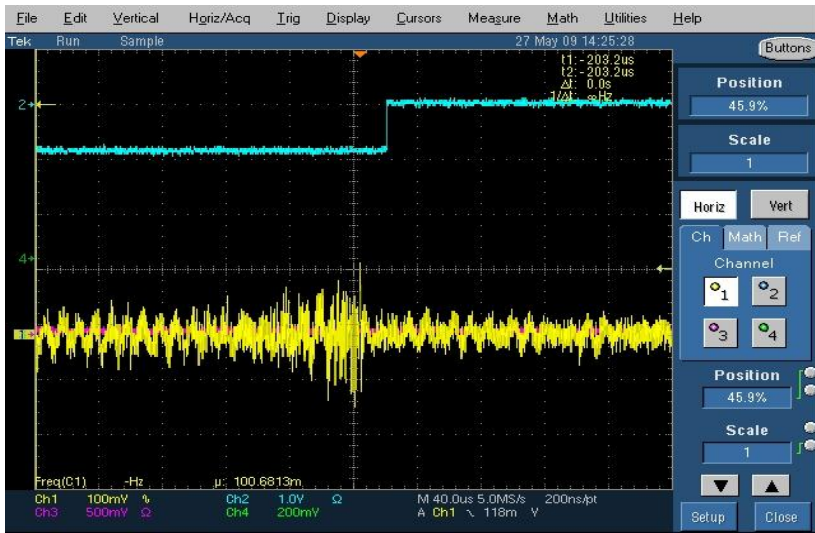 File Edit Vertical Horiz/Acq Trig Display Cursors Measure Math Utilities Help
Tek Run Sample 27 May 09 14:25:28
Buttons
t1: -203.2us
t2: -203.2us
Δt: 0.0s
1/Δt: ∞Hz
Position
45.9%
Scale
1
Horiz Vert
Ch Math Ref
Channel
1 2
3 4
Position
45.9%
Scale
1
Setup Close
2
4
1
Freq(C1) -Hz µ: 100.6813m
Ch1 100mV Ch2 1.0V Ω M 40.0us 5.0MS/s 200ns/pt
Ch3 500mV Ω Ch4 200mV A Ch1 118m V